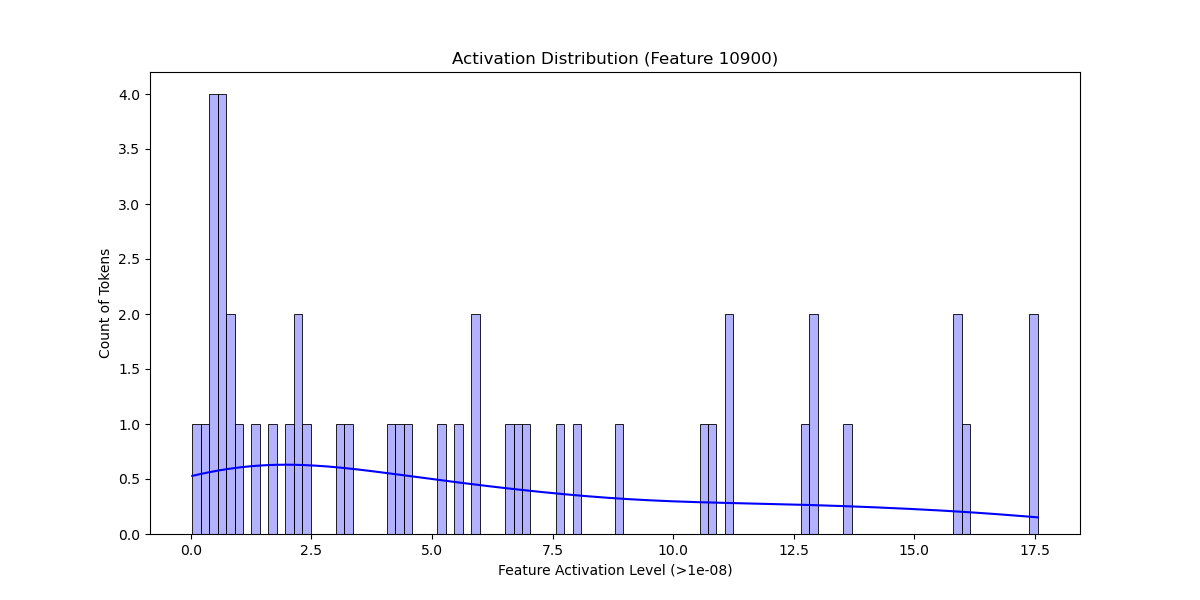 Activation Distribution (Feature 10900)
4.0
3.5
3.0
2.5
2.0
1.5
1.0
0.5
0.0
Count of Tokens
0.0 2.5 5.0 7.5 10.0 12.5 15.0 17.5
Feature Activation Level (>1e-08)